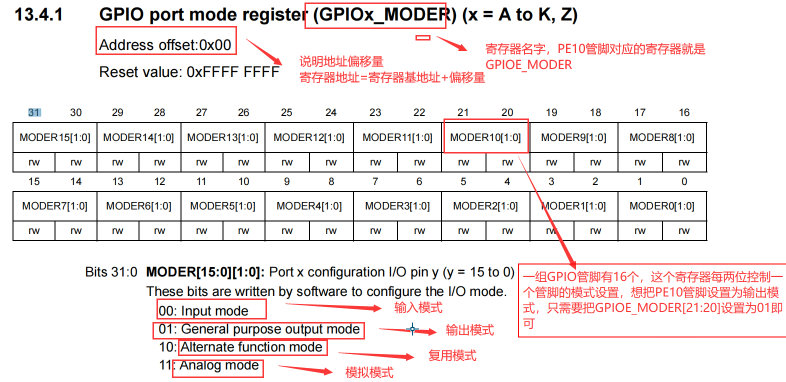 13.4.1 GPIO port mode register (GPIOx_MODER) (x = A to K, Z)
Address offset:0x00
Reset value: 0xFFFF FFFF
说明地址偏移量
寄存器地址=寄存器基地址+偏移量
寄存器名字，PE10管脚对应的寄存器就是
GPIOE_MODER
31 30 29 28 27 26 25 24 23 22 21 20 19 18 17 16
MODER15[1:0] MODER14[1:0] MODER13[1:0] MODER12[1:0] MODER11[1:0] MODER10[1:0] MODER9[1:0] MODER8[1:0]
rw rw rw rw rw rw rw rw rw rw rw rw rw rw rw rw
15 14 13 12 11 10 9 8 7 6 5 4 3 2 1 0
MODER7[1:0] MODER6[1:0] MODER5[1:0] MODER4[1:0] MODER3[1:0] MODER2[1:0] MODER1[1:0] MODER0[1:0]
rw rw rw rw rw rw rw rw rw rw rw rw rw rw rw rw
Bits 31:0 MODER[15:0][1:0]: Port x configuration I/O pin y (y = 15 to 0)
These bits are written by software to configure the I/O mode.
00: Input mode
输入模式
01: General purpose output mode
输出模式
10: Alternate function mode
复用模式
11: Analog mode
模拟模式
一组GPIO管脚有16个，这个寄存器每两位控制一
个管脚的模式设置，想把PE10管脚设置为输出模
式，只需要把GPIOE_MODER[21:20]设置为01即
可